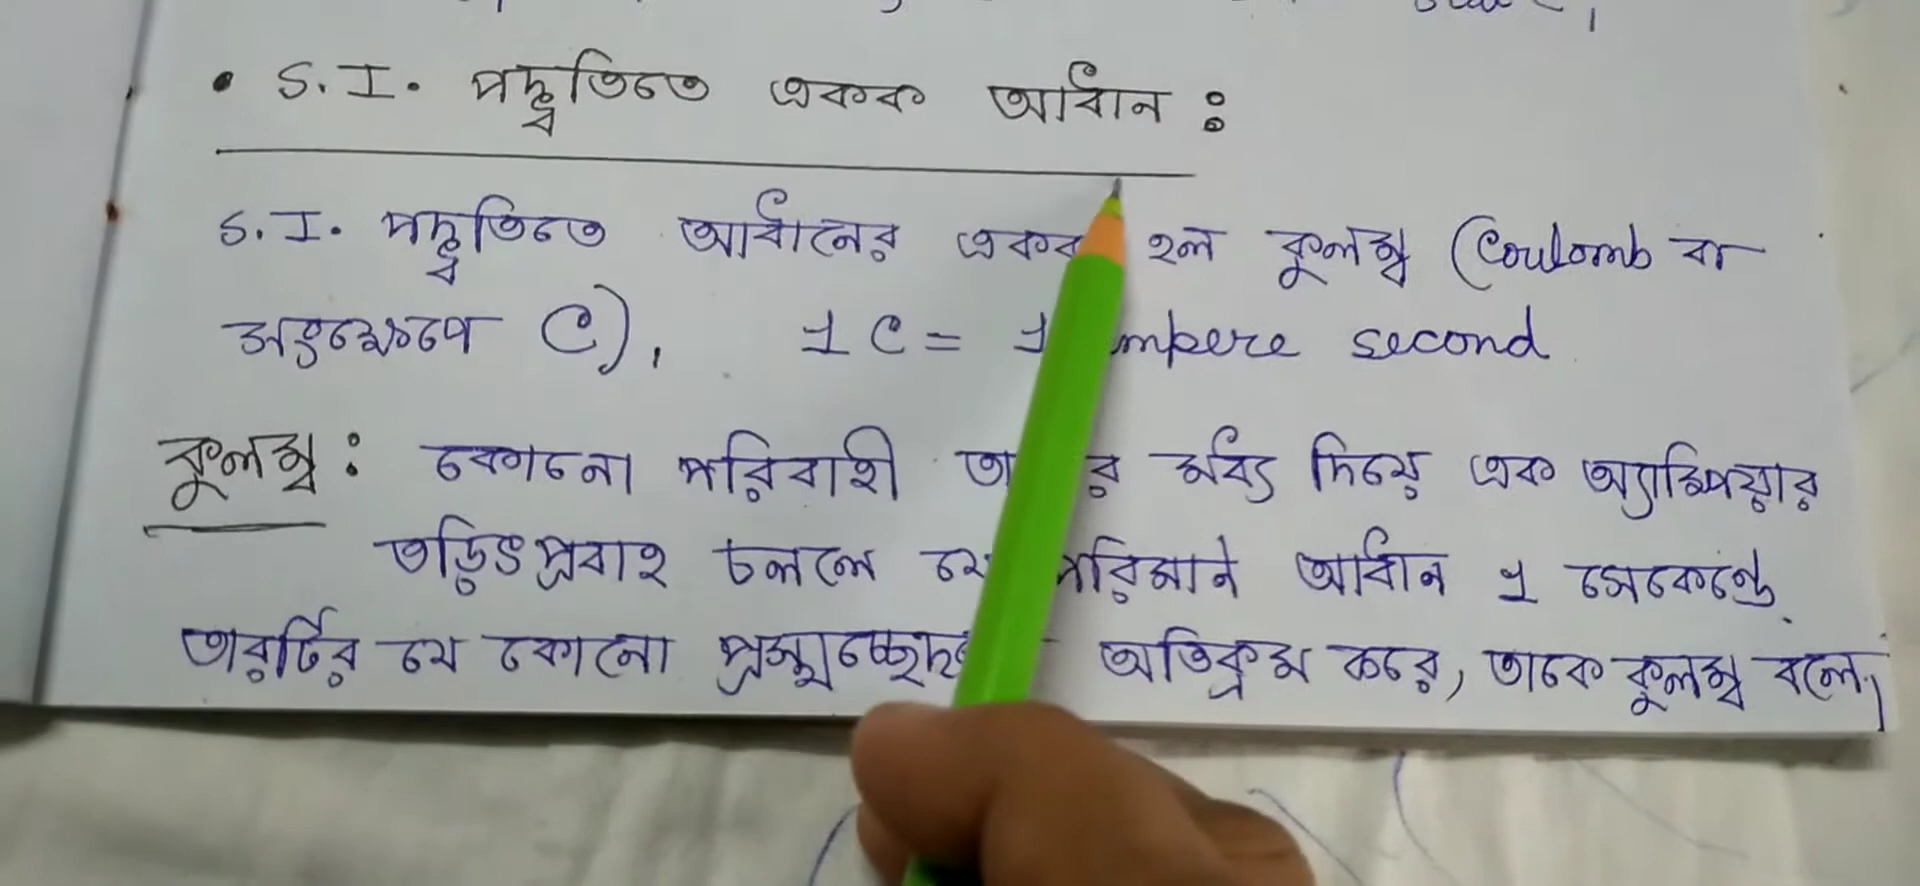 • S.I. পদ্ধতিতে একক আধান :
S.I. পদ্ধতিতে আধানের একক হল কুলম্ব (Coulomb বা
সংক্ষেপে C), 1 C = 1 mpere second
কুলম্ব : কোনো পরিবাহী তা র মধ্য দিয়ে এক অ্যাম্পিয়ার
তড়িৎপ্রবাহ চললে যে পরিমান আধান 1 সেকেণ্ডে
তারটির যে কোনো প্রস্থচ্ছেদ অতিক্রম করে, তাকে কুলম্ব বলে।